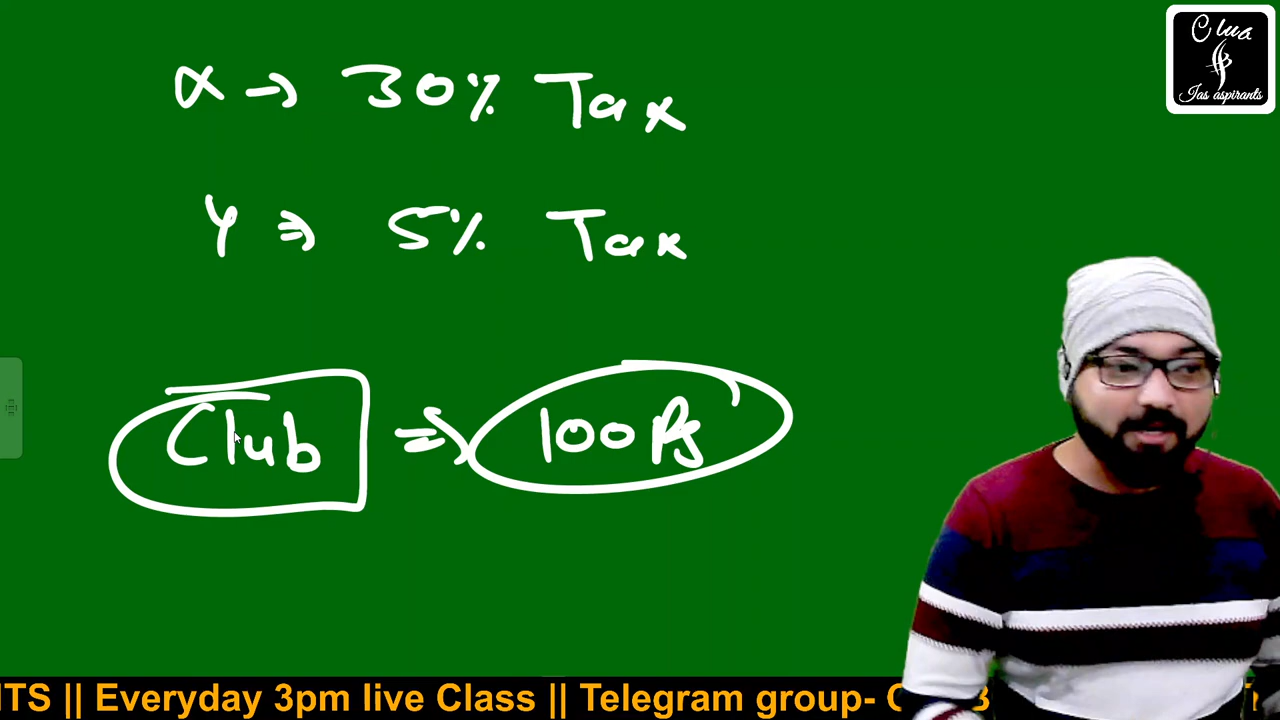 X → 30% Tax
Y ⇒ 5% Tax
Club ⇒ 100 Rs
Club
Ias aspirants
ITS || Everyday 3pm live Class || Telegram group- C